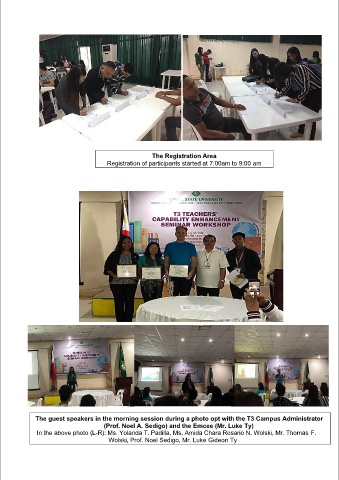 The Registration Area
Registration of participants started at 7:00am to 9:00 am
STATE UNIVERSITY
T3 TEACHERS'
CAPABILITY ENHANCEMENT
SEMINAR WORKSHOP
The guest speakers in the morning session during a photo opt with the T3 Campus Administrator
(Prof. Noel A. Sedigo) and the Emcee (Mr. Luke Ty)
In the above photo (L-R): Ms. Yolanda T. Padilla, Ms, Amida Chara Rosario N. Wolski, Mr. Thomas F.
Wolski, Prof. Noel Sedigo, Mr. Luke Gideon Ty